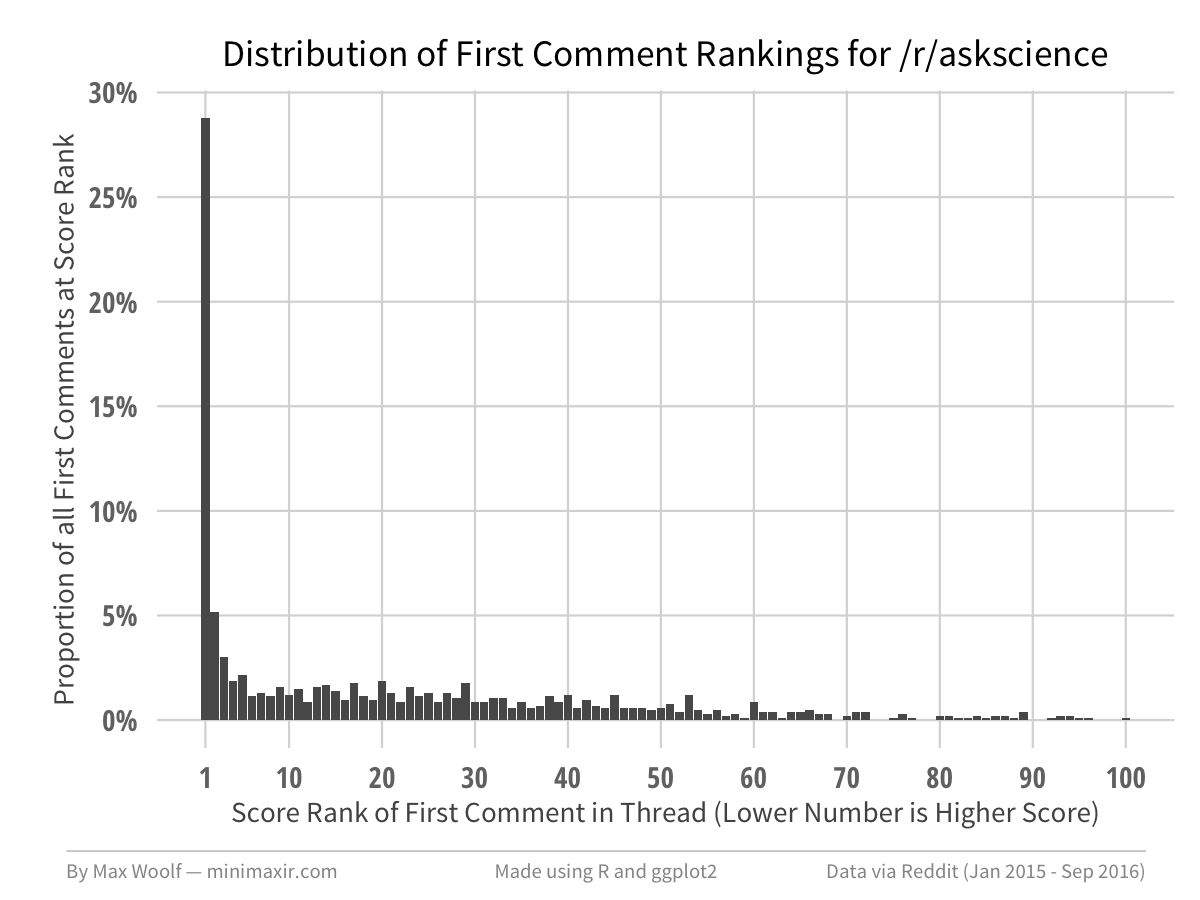 Distribution of First Comment Rankings for /r/askscience
Proportion of all First Comments at Score Rank
30%
25%
20%
15%
10%
5%
0%
1 10 20 30 40 50 60 70 80 90 100
Score Rank of First Comment in Thread (Lower Number is Higher Score)
By Max Woolf — minimaxir.com Made using R and ggplot2 Data via Reddit (Jan 2015 - Sep 2016)